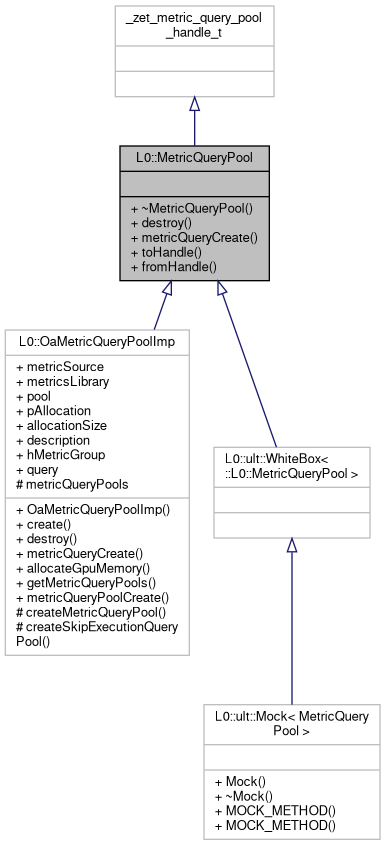 _zet_metric_query_pool
_handle_t
L0::MetricQueryPool
+ ~MetricQueryPool()
+ destroy()
+ metricQueryCreate()
+ toHandle()
+ fromHandle()
L0::OaMetricQueryPoolImp
+ metricSource
+ metricsLibrary
+ pool
+ pAllocation
+ allocationSize
+ description
+ hMetricGroup
+ query
# metricQueryPools
+ OaMetricQueryPoolImp()
+ create()
+ destroy()
+ metricQueryCreate()
+ allocateGpuMemory()
+ getMetricQueryPools()
+ metricQueryPoolCreate()
# createMetricQueryPool()
# createSkipExecutionQuery
Pool()
L0::ult::WhiteBox<
::L0::MetricQueryPool >
L0::ult::Mock< MetricQuery
Pool >
+ Mock()
+ ~Mock()
+ MOCK_METHOD()
+ MOCK_METHOD()